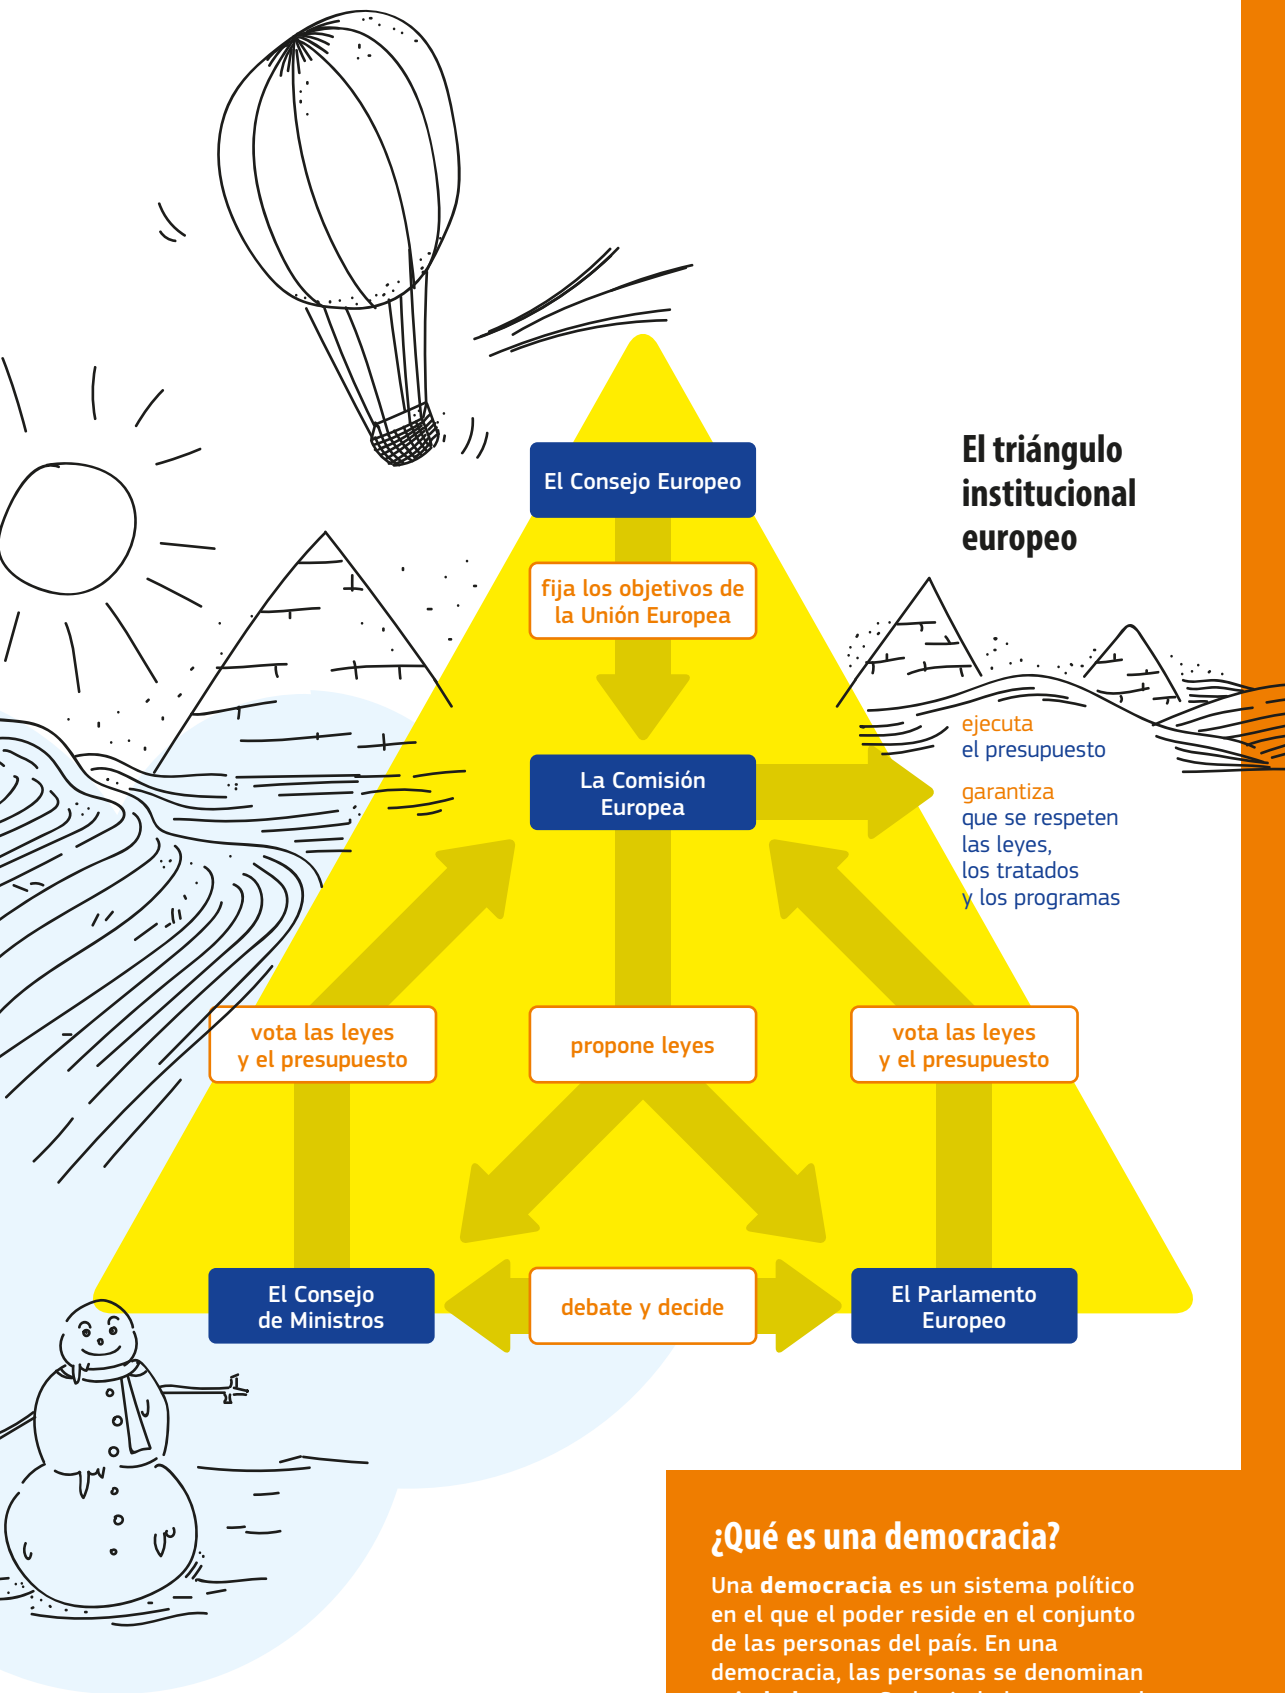 El triángulo
institucional
europeo
El Consejo Europeo
fija los objetivos de
la Unión Europea
La Comisión
Europea
ejecuta
el presupuesto
garantiza
que se respeten
las leyes,
los tratados
y los programas
vota las leyes
y el presupuesto
propone leyes
vota las leyes
y el presupuesto
El Consejo
de Ministros
debate y decide
El Parlamento
Europeo
¿Qué es una democracia?
Una democracia es un sistema político
en el que el poder reside en el conjunto
de las personas del país. En una
democracia, las personas se denominan